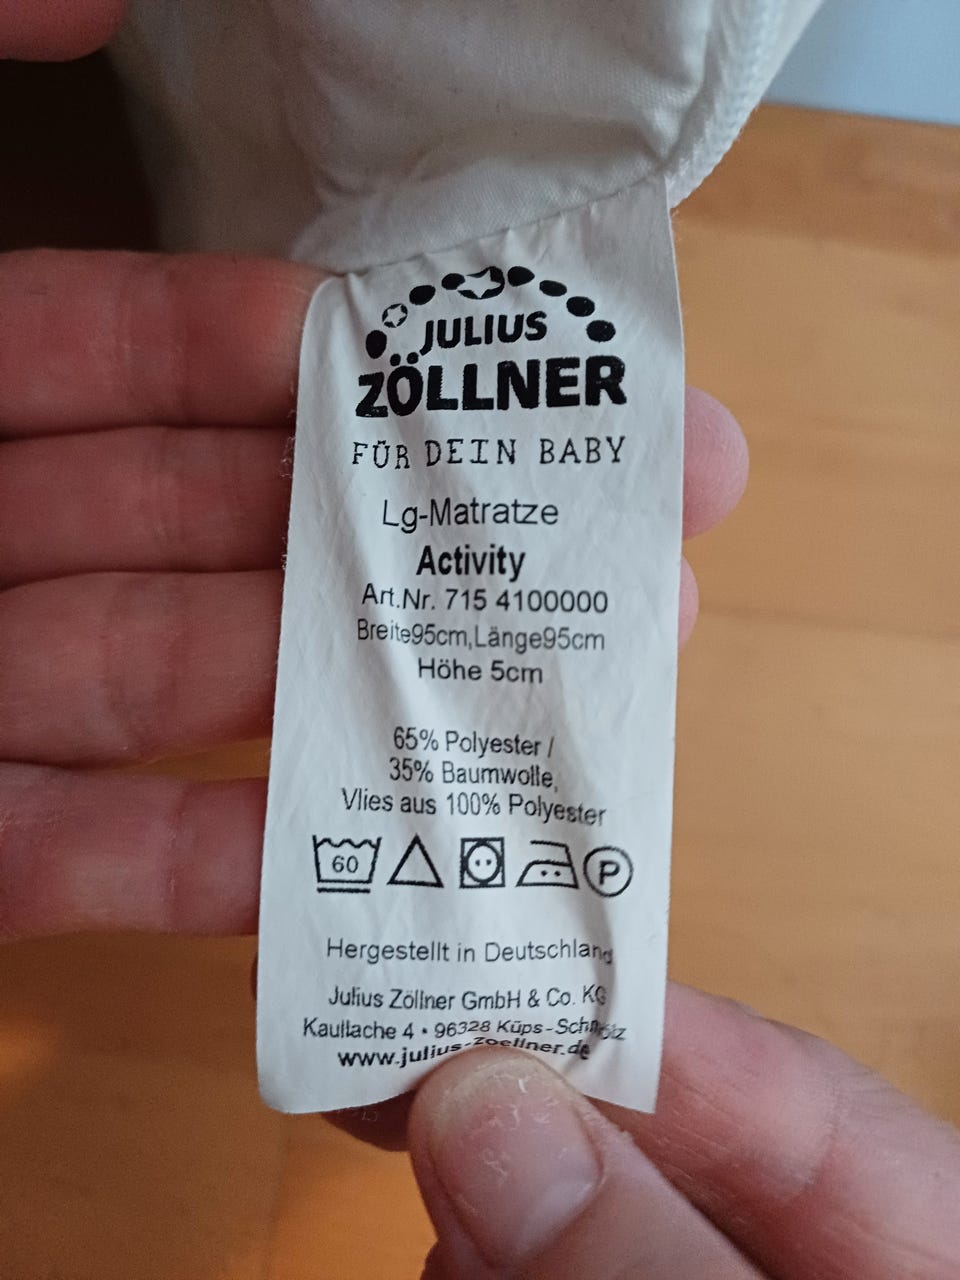 JULIUS
ZÖLLNER
FÜR DEIN BABY
Lg-Matratze
Activity
Art.Nr. 715 4100000
Breite95cm,Länge95cm
Höhe 5cm
65% Polyester /
35% Baumwolle,
Vlies aus 100% Polyester
60 P
Hergestellt in Deutschland
Julius Zöllner GmbH & Co. KG
Kaullache 4 • 96328 Küps-Schmölz
www.julius-zoellner.de